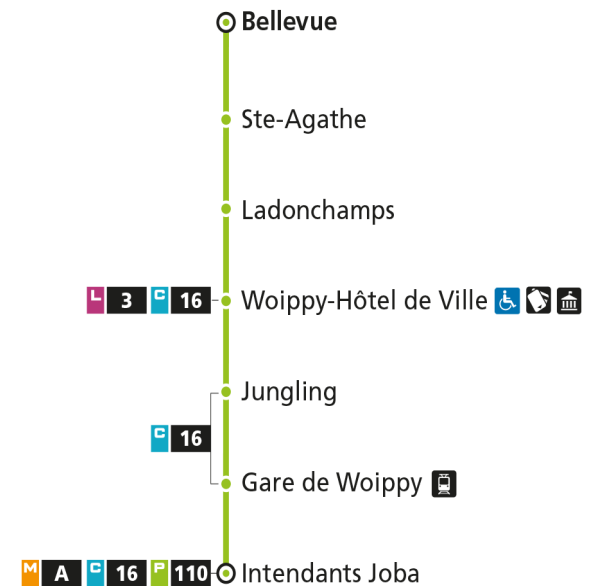 Bellevue
Ste-Agathe
Ladonchamps
L 3 C 16 Woippy-Hôtel de Ville
Jungling
C 16
Gare de Woippy
M A C 16 P 110 Intendants Joba